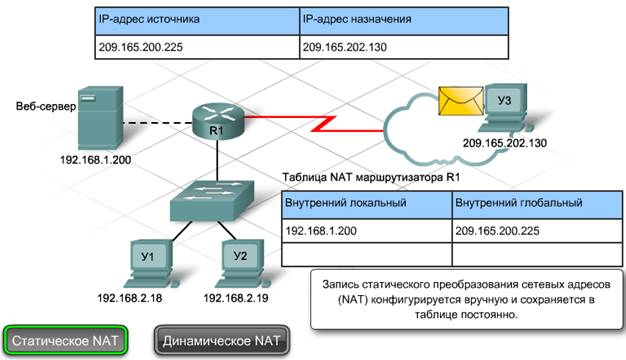 IP-адрес источника IP-адрес назначения
209.165.200.225 209.165.202.130
Веб-сервер
192.168.1.200
R1
У3
209.165.202.130
Таблица NAT маршрутизатора R1
Внутренний локальный Внутренний глобальный
192.168.1.200 209.165.200.225
У1 У2
192.168.2.18 192.168.2.19
Запись статического преобразования сетевых адресов
(NAT) конфигурируется вручную и сохраняется в
таблице постоянно.
Статическое NAT Динамическое NAT